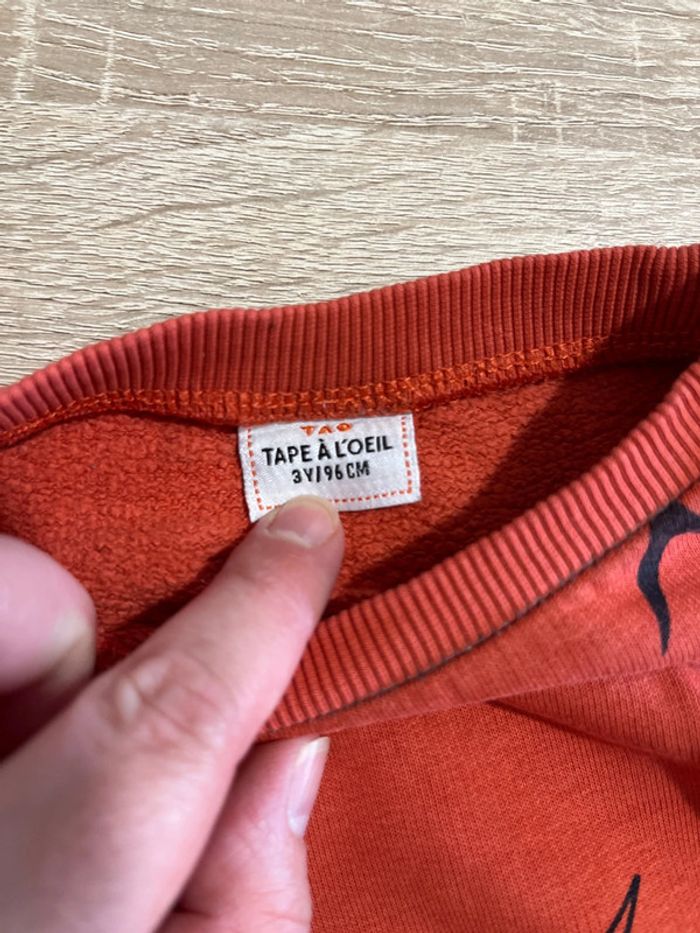 TAO
TAPE À L'OEIL
3Y/96CM